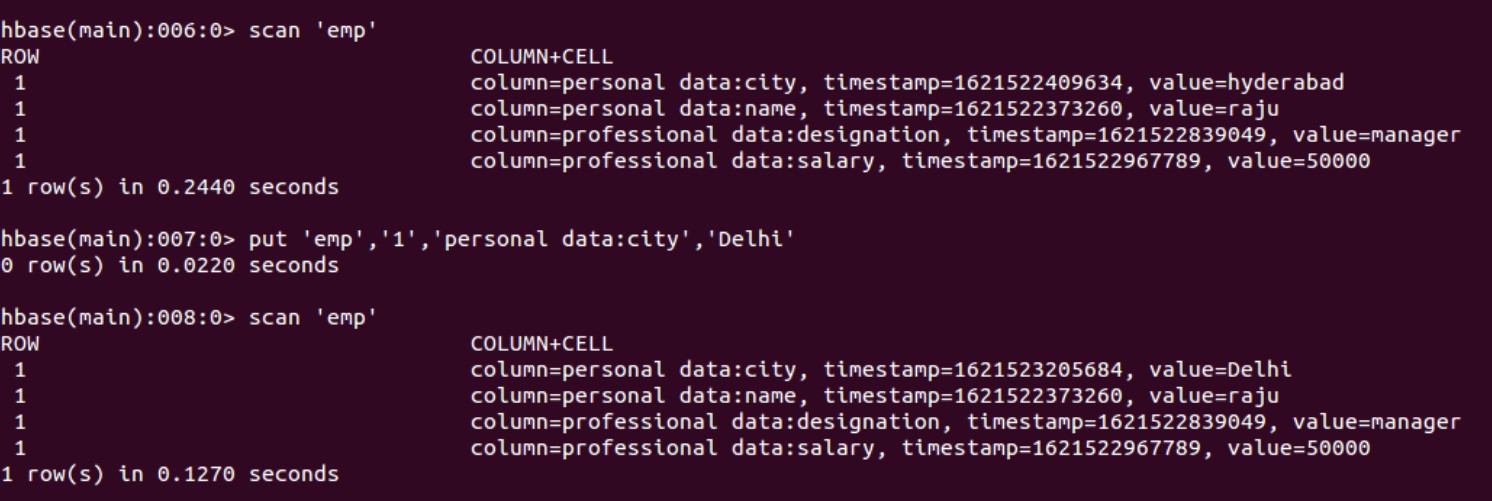 hbase(main):006:0> scan 'emp'
ROW COLUMN+CELL
1 column=personal data:city, timestamp=1621522409634, value=hyderabad
1 column=personal data:name, timestamp=1621522373260, value=raju
1 column=professional data:designation, timestamp=1621522839049, value=manager
1 column=professional data:salary, timestamp=1621522967789, value=50000
1 row(s) in 0.2440 seconds
hbase(main):007:0> put 'emp','1','personal data:city','Delhi'
0 row(s) in 0.0220 seconds
hbase(main):008:0> scan 'emp'
ROW COLUMN+CELL
1 column=personal data:city, timestamp=1621523205684, value=Delhi
1 column=personal data:name, timestamp=1621522373260, value=raju
1 column=professional data:designation, timestamp=1621522839049, value=manager
1 column=professional data:salary, timestamp=1621522967789, value=50000
1 row(s) in 0.1270 seconds